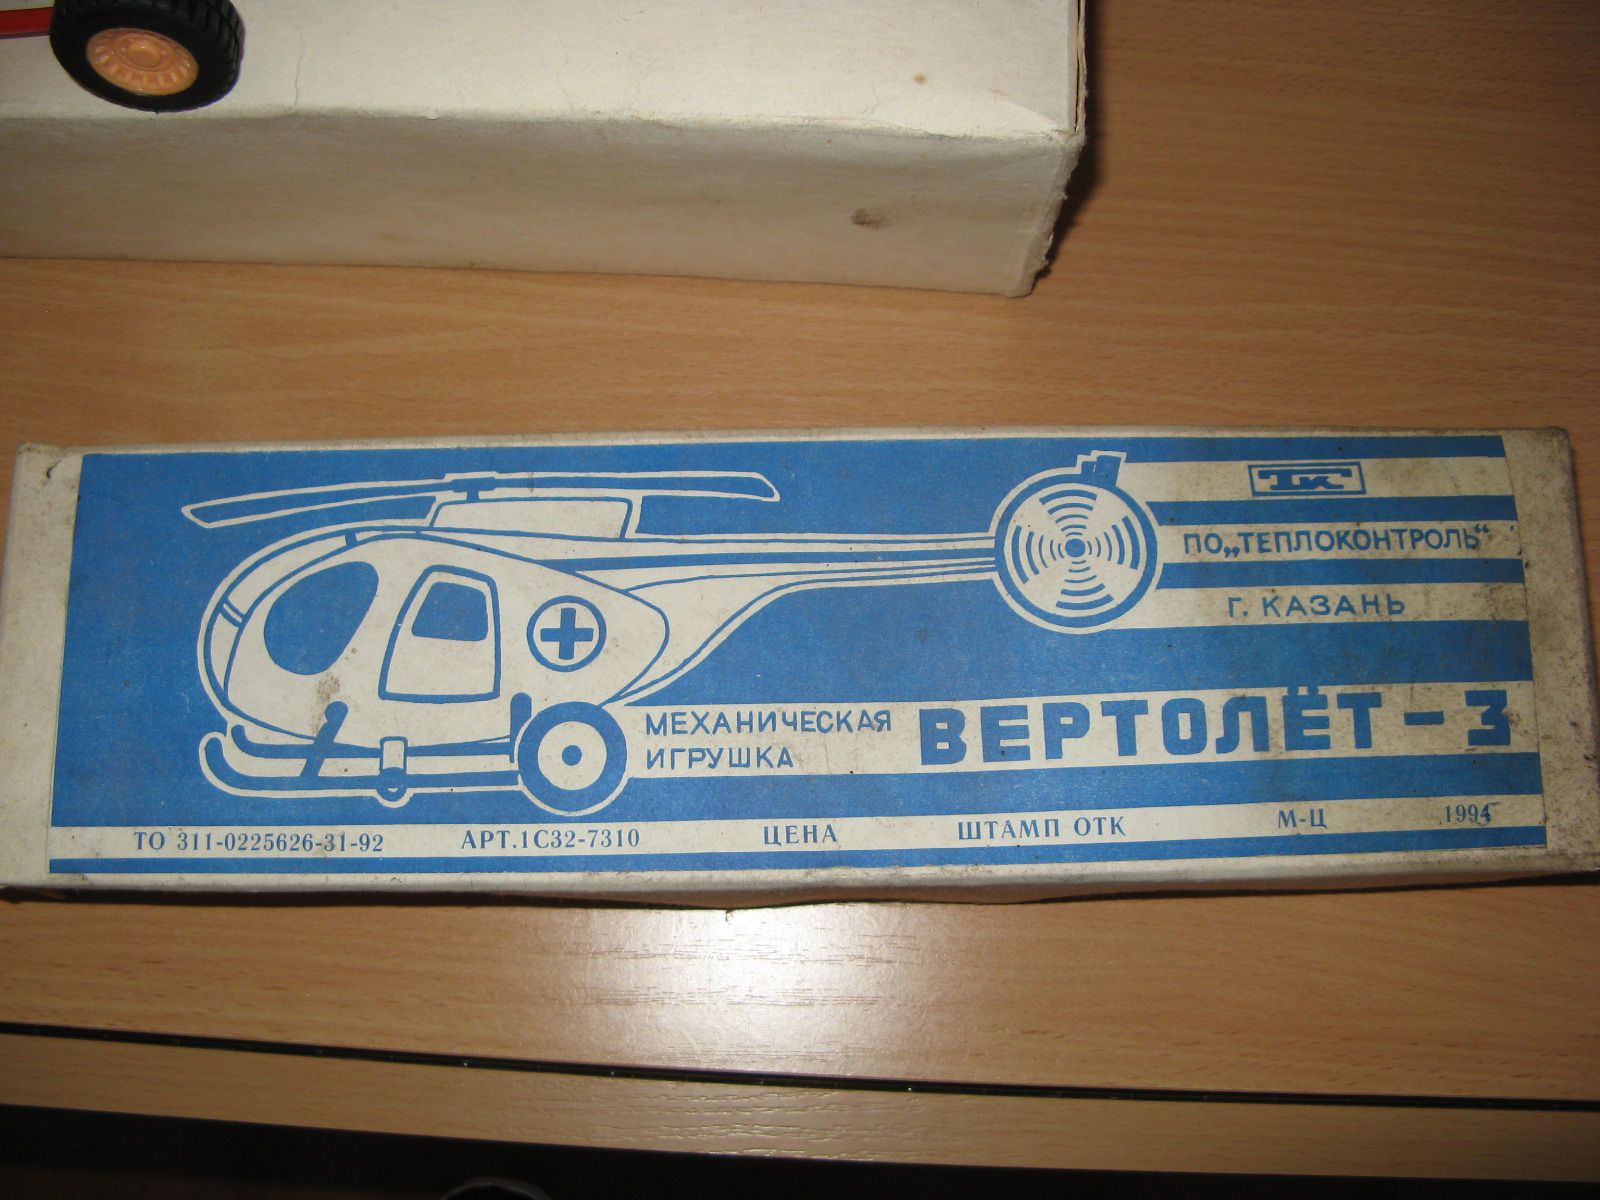 ТК
ПО „ТЕПЛОКОНТРОЛЬ“
Г. КАЗАНЬ
МЕХАНИЧЕСКАЯ
ИГРУШКА
ВЕРТОЛЁТ-3
ТО 311-0225626-31-92 АРТ.1С32-7310 ЦЕНА ШТАМП ОТК М-Ц 1994